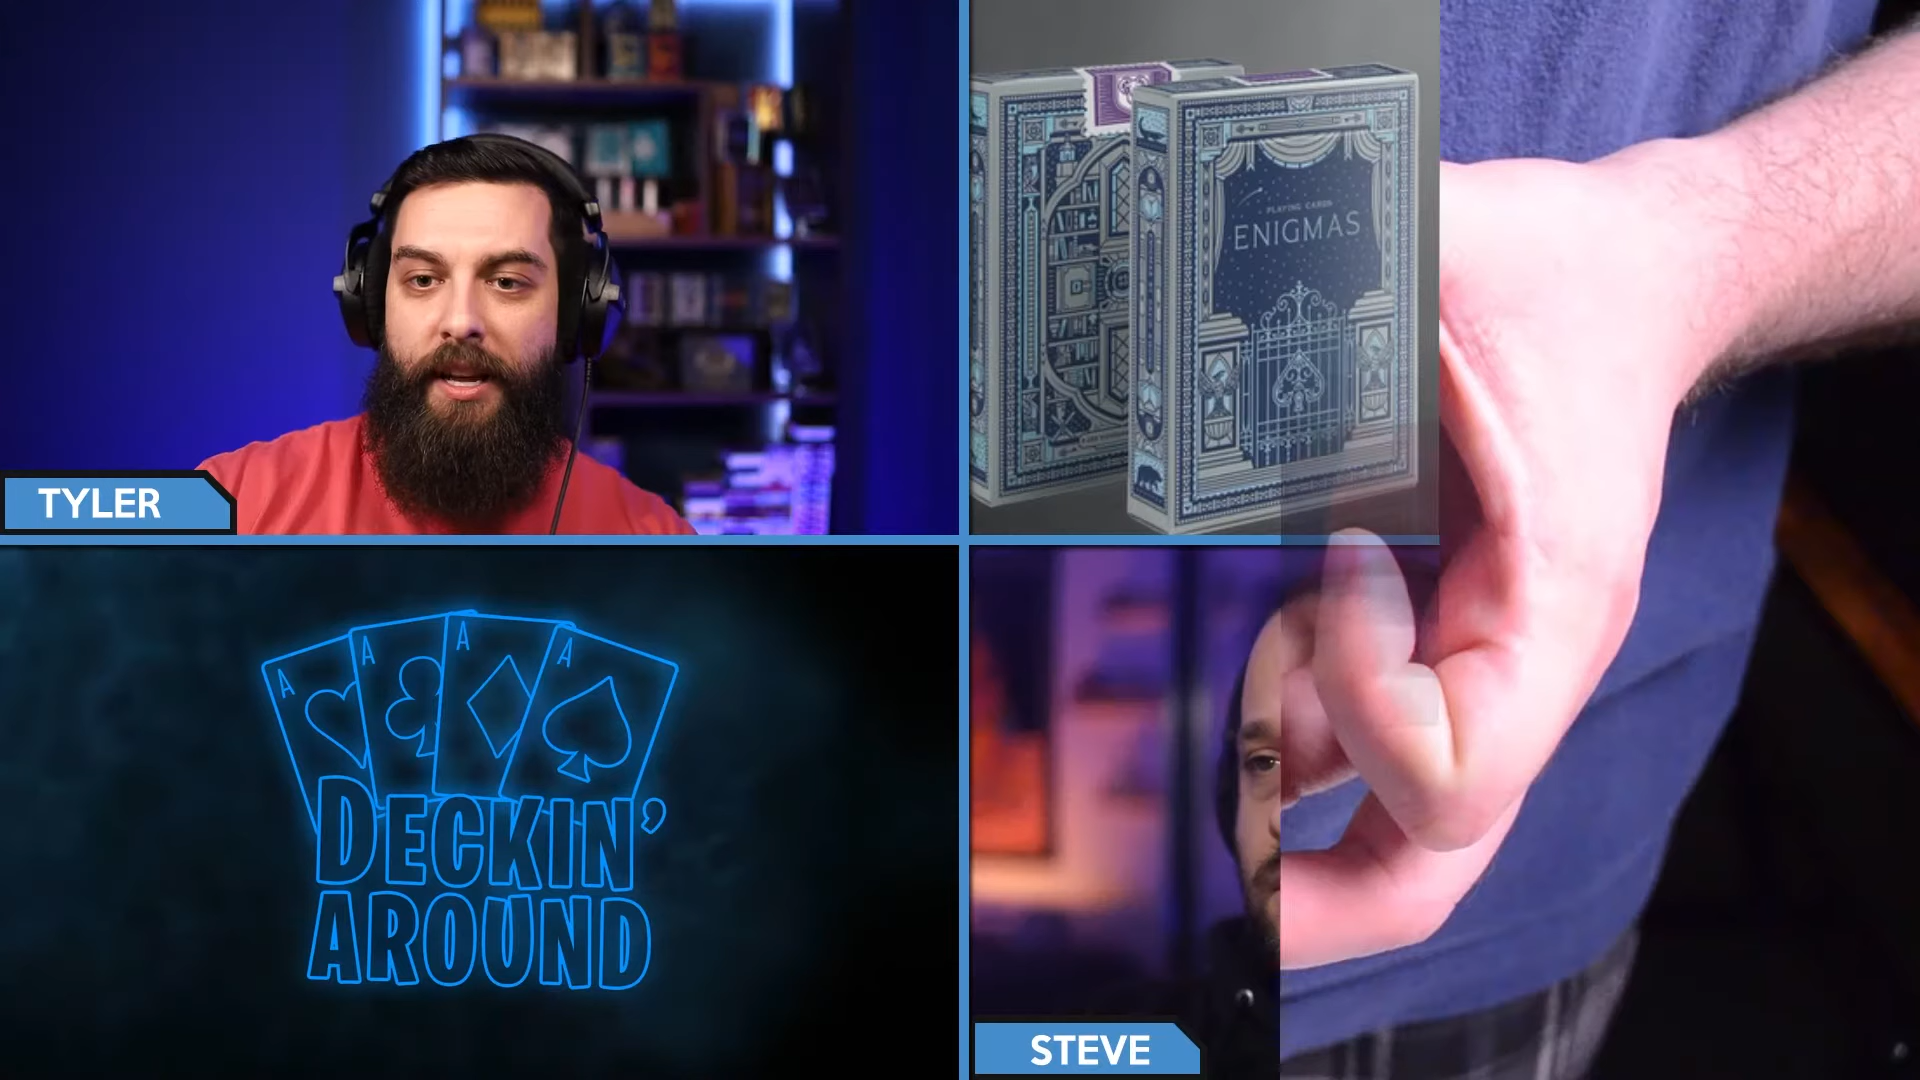 PLAYING CARDS
ENIGMAS
TYLER
A
A
A
A
DECKIN'
AROUND
STEVE